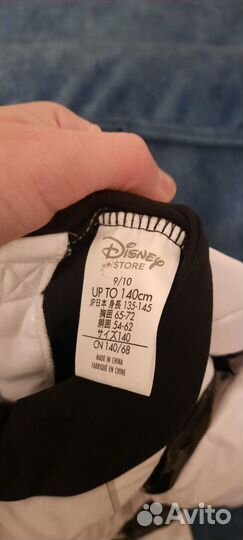 Disney
STORE
9/10
UP TO 140cm
JP日本 身長 135-145
胸囲 65-72
胴囲 54-62
サイズ140
CN 140/68
MADE IN CHINA
FABRIQUÉ EN CHINE
Avito